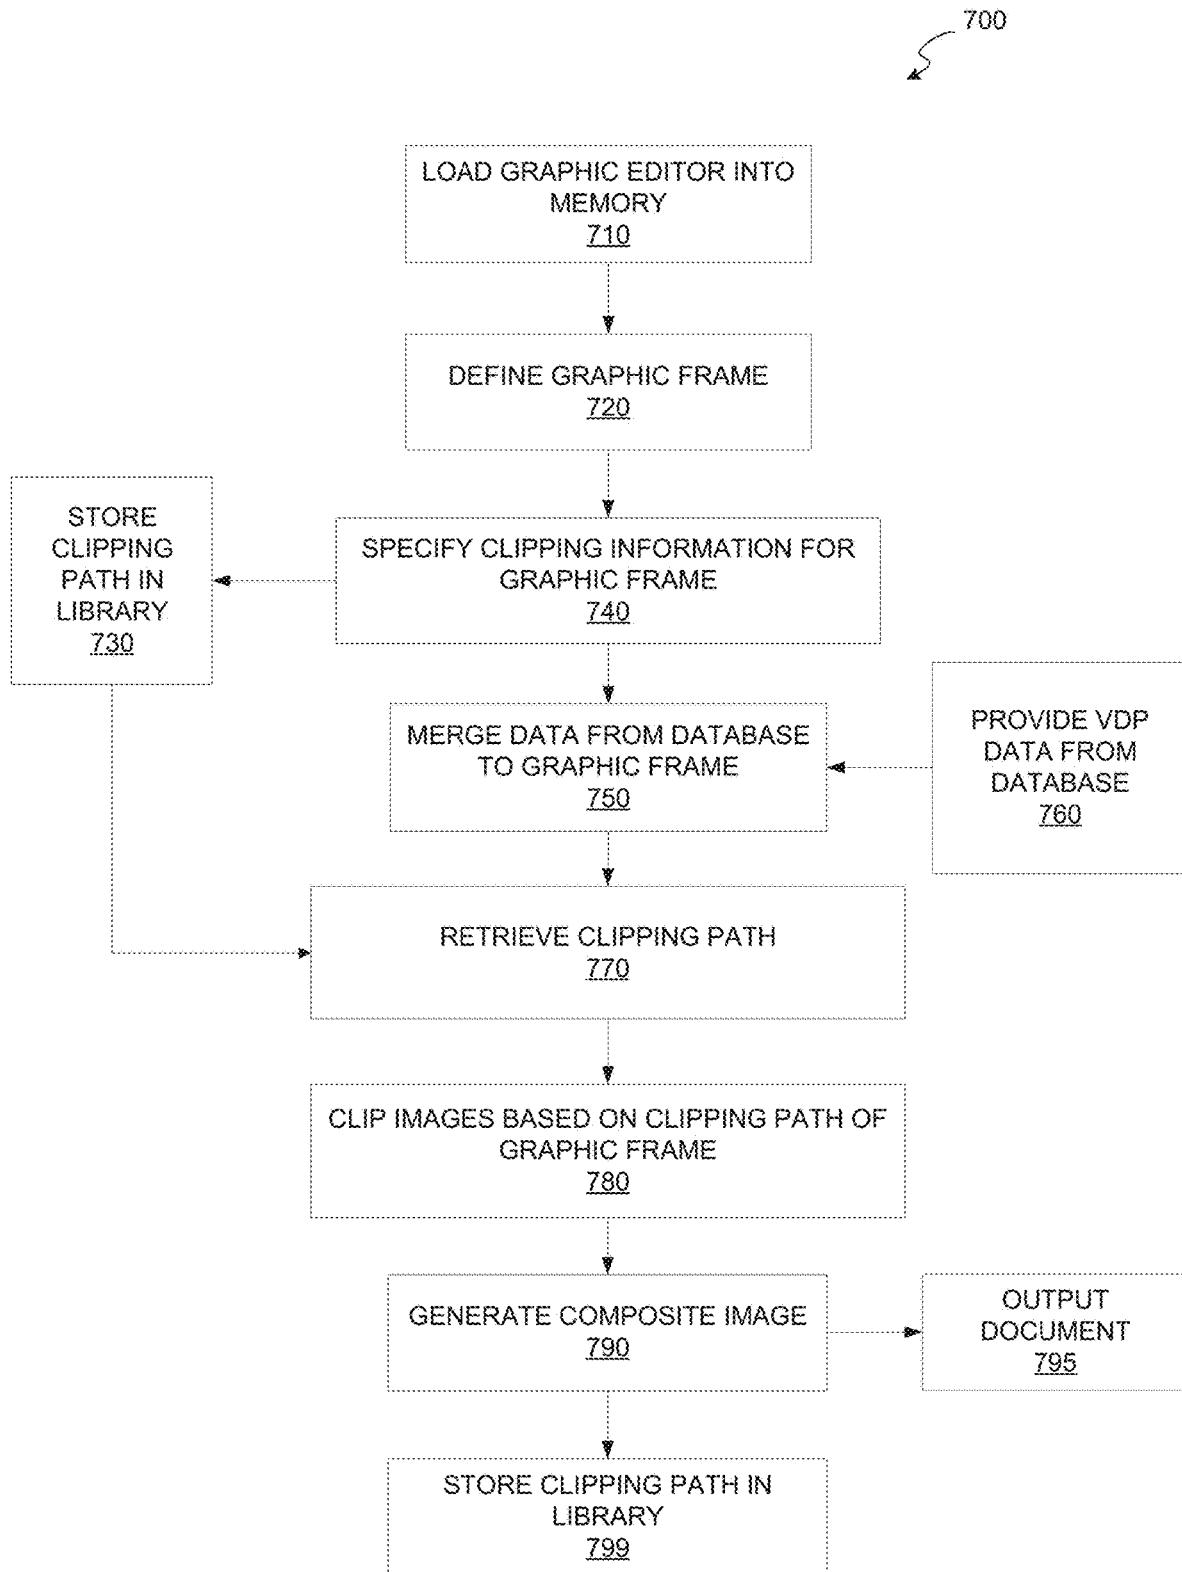 700
LOAD GRAPHIC EDITOR INTO
MEMORY
710
DEFINE GRAPHIC FRAME
720
STORE
CLIPPING
PATH IN
LIBRARY
730
SPECIFY CLIPPING INFORMATION FOR
GRAPHIC FRAME
740
MERGE DATA FROM DATABASE
TO GRAPHIC FRAME
750
PROVIDE VDP
DATA FROM
DATABASE
760
RETRIEVE CLIPPING PATH
770
CLIP IMAGES BASED ON CLIPPING PATH OF
GRAPHIC FRAME
780
GENERATE COMPOSITE IMAGE
790
OUTPUT
DOCUMENT
795
STORE CLIPPING PATH IN
LIBRARY
799